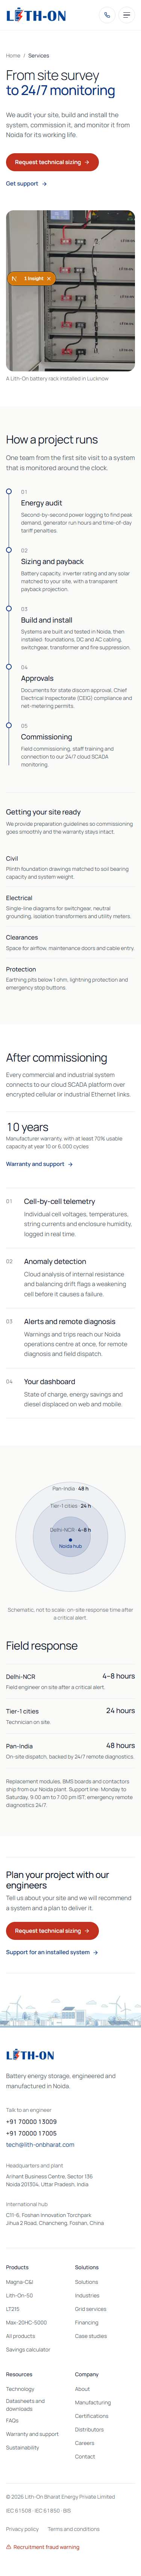 LITH-ON
Home / Services
From site survey
to 24/7 monitoring
We audit your site, build and install the
system, commission it, and monitor it from
Noida for its working life.
Request technical sizing →
Get support →
1 Insight ×
A Lith-On battery rack installed in Lucknow
How a project runs
One team from the first site visit to a system
that is monitored around the clock.
01
Energy audit
Second-by-second power logging to find peak
demand, generator run hours and time-of-day
tariff penalties.
02
Sizing and payback
Battery capacity, inverter rating and any solar
matched to your site, with a transparent
payback projection.
03
Build and install
Systems are built and tested in Noida, then
installed: foundations, DC and AC cabling,
switchgear, transformer and fire suppression.
04
Approvals
Documents for state discom approval, Chief
Electrical Inspectorate (CEIG) compliance and
net-metering permits.
05
Commissioning
Field commissioning, staff training and
connection to our 24/7 cloud SCADA
monitoring.
Getting your site ready
We provide preparation guidelines so commissioning
goes smoothly and the warranty stays intact.
Civil
Plinth foundation drawings matched to soil bearing
capacity and system weight.
Electrical
Single-line diagrams for switchgear, neutral
grounding, isolation transformers and utility meters.
Clearances
Space for airflow, maintenance doors and cable entry.
Protection
Earthing pits below 1 ohm, lightning protection and
emergency stop buttons.
After commissioning
Every commercial and industrial system
connects to our cloud SCADA platform over
encrypted cellular or industrial Ethernet links.
10 years
Manufacturer warranty, with at least 70% usable
capacity at year 10 or 6,000 cycles
Warranty and support →
01 Cell-by-cell telemetry
Individual cell voltages, temperatures,
string currents and enclosure humidity,
logged in real time.
02 Anomaly detection
Cloud analysis of internal resistance
and balancing drift flags a weakening
cell before it causes a failure.
03 Alerts and remote diagnosis
Warnings and trips reach our Noida
operations centre at once, for remote
diagnosis and field dispatch.
04 Your dashboard
State of charge, energy savings and
diesel displaced on web and mobile.
Pan-India 48 h
Tier-1 cities 24 h
Delhi-NCR 4–8 h
Noida hub
Schematic, not to scale: on-site response time after
a critical alert.
Field response
Delhi-NCR 4–8 hours
Field engineer on site after a critical alert.
Tier-1 cities 24 hours
Technician on site.
Pan-India 48 hours
On-site dispatch, backed by 24/7 remote diagnostics.
Replacement modules, BMS boards and contactors
ship from our Noida plant. Support line: Monday to
Saturday, 9:00 am to 7:00 pm IST; emergency remote
diagnostics 24/7.
Plan your project with our
engineers
Tell us about your site and we will recommend
a system and a plan to deliver it.
Request technical sizing →
Support for an installed system →
LITH-ON
Battery energy storage, engineered and
manufactured in Noida.
Talk to an engineer
+91 70000 13009
+91 70000 17005
tech@lith-onbharat.com
Headquarters and plant
Arihant Business Centre, Sector 136
Noida 201304, Uttar Pradesh, India
International hub
C11-6, Foshan Innovation Torchpark
Jihua 2 Road, Chancheng, Foshan, China
Products Solutions
Magna-C&I Solutions
Lith-On-50 Industries
LT215 Grid services
Max-20HC-5000 Financing
All products Case studies
Savings calculator
Resources Company
Technology About
Datasheets and
downloads
Manufacturing
FAQs Certifications
Warranty and support Distributors
Sustainability Careers
Contact
© 2026 Lith-On Bharat Energy Private Limited
IEC 61508 · IEC 61850 · BIS
Privacy policy Terms and conditions
Recruitment fraud warning